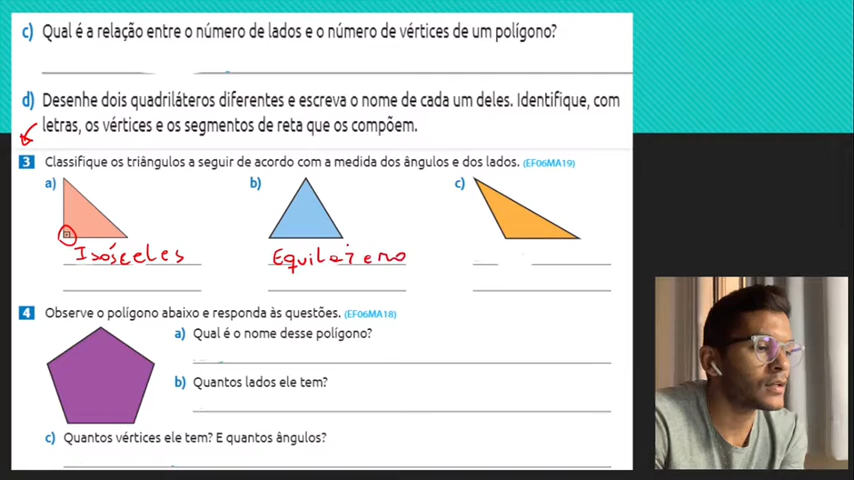 c) Qual é a relação entre o número de lados e o número de vértices de um polígono?
d) Desenhe dois quadriláteros diferentes e escreva o nome de cada um deles. Identifique, com
letras, os vértices e os segmentos de reta que os compõem.
3 Classifique os triângulos a seguir de acordo com a medida dos ângulos e dos lados. (EF06MA19)
a) b) c)
Isósceles Equilátero
4 Observe o polígono abaixo e responda às questões. (EF06MA18)
a) Qual é o nome desse polígono?
b) Quantos lados ele tem?
c) Quantos vértices ele tem? E quantos ângulos?